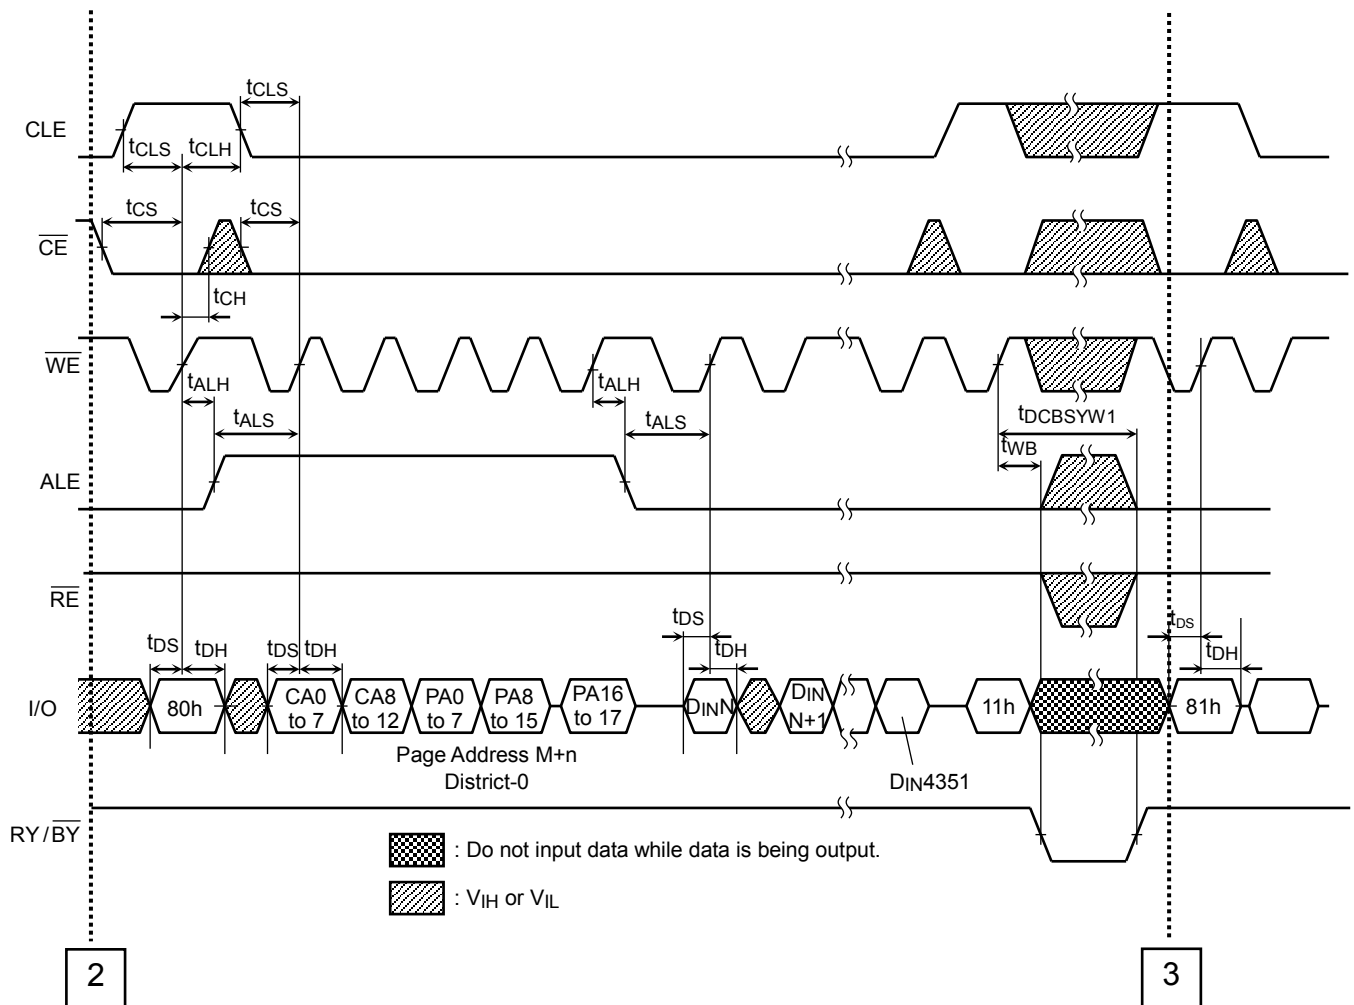 tCLS
CLE
tCLS tCLH
tCS tCS
CE
tCH
WE
tALH tALH
tALS tALS tDCBSYW1
tWB
ALE
RE
tDS tDH tDS tDH tDS tDH tDS tDH
I/O
80h
CA0 to 7
CA8 to 12
PA0 to 7
PA8 to 15
PA16 to 17
DINN
DIN N+1
11h
81h
Page Address M+n
District-0
DIN4351
RY/BY
: Do not input data while data is being output.
: VIH or VIL
2
3